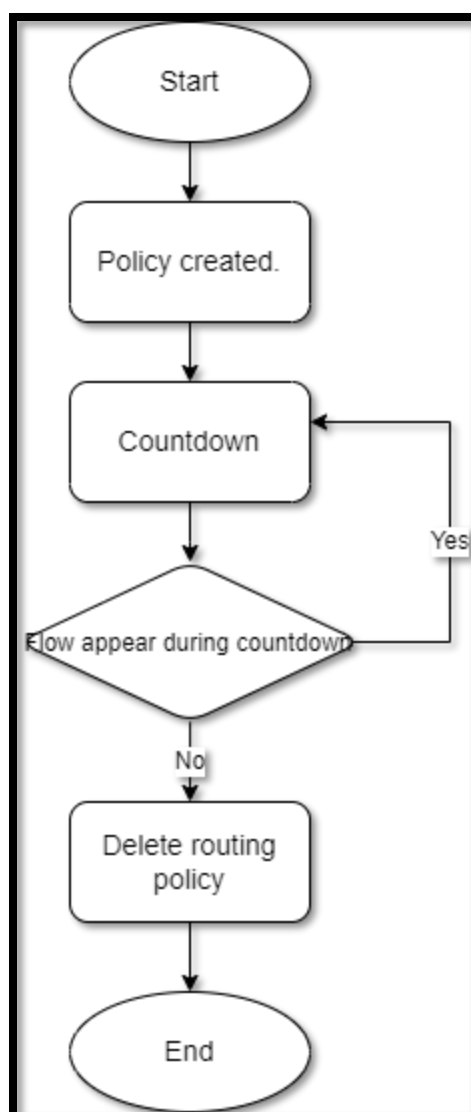 Start
Policy created.
Countdown
Yes
Flow appear during countdown
No
Delete routing
policy
End